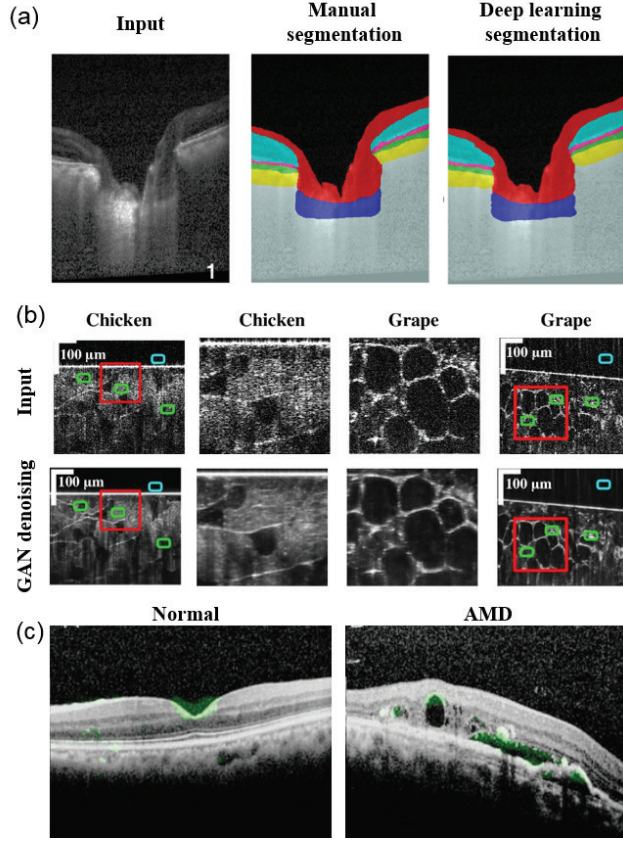 (a)
Input
Manual
segmentation
Deep learning
segmentation
1
(b)
Chicken
Chicken
Grape
Grape
Input
100 µm
100 µm
GAN denoising
100 µm
100 µm
(c)
Normal
AMD